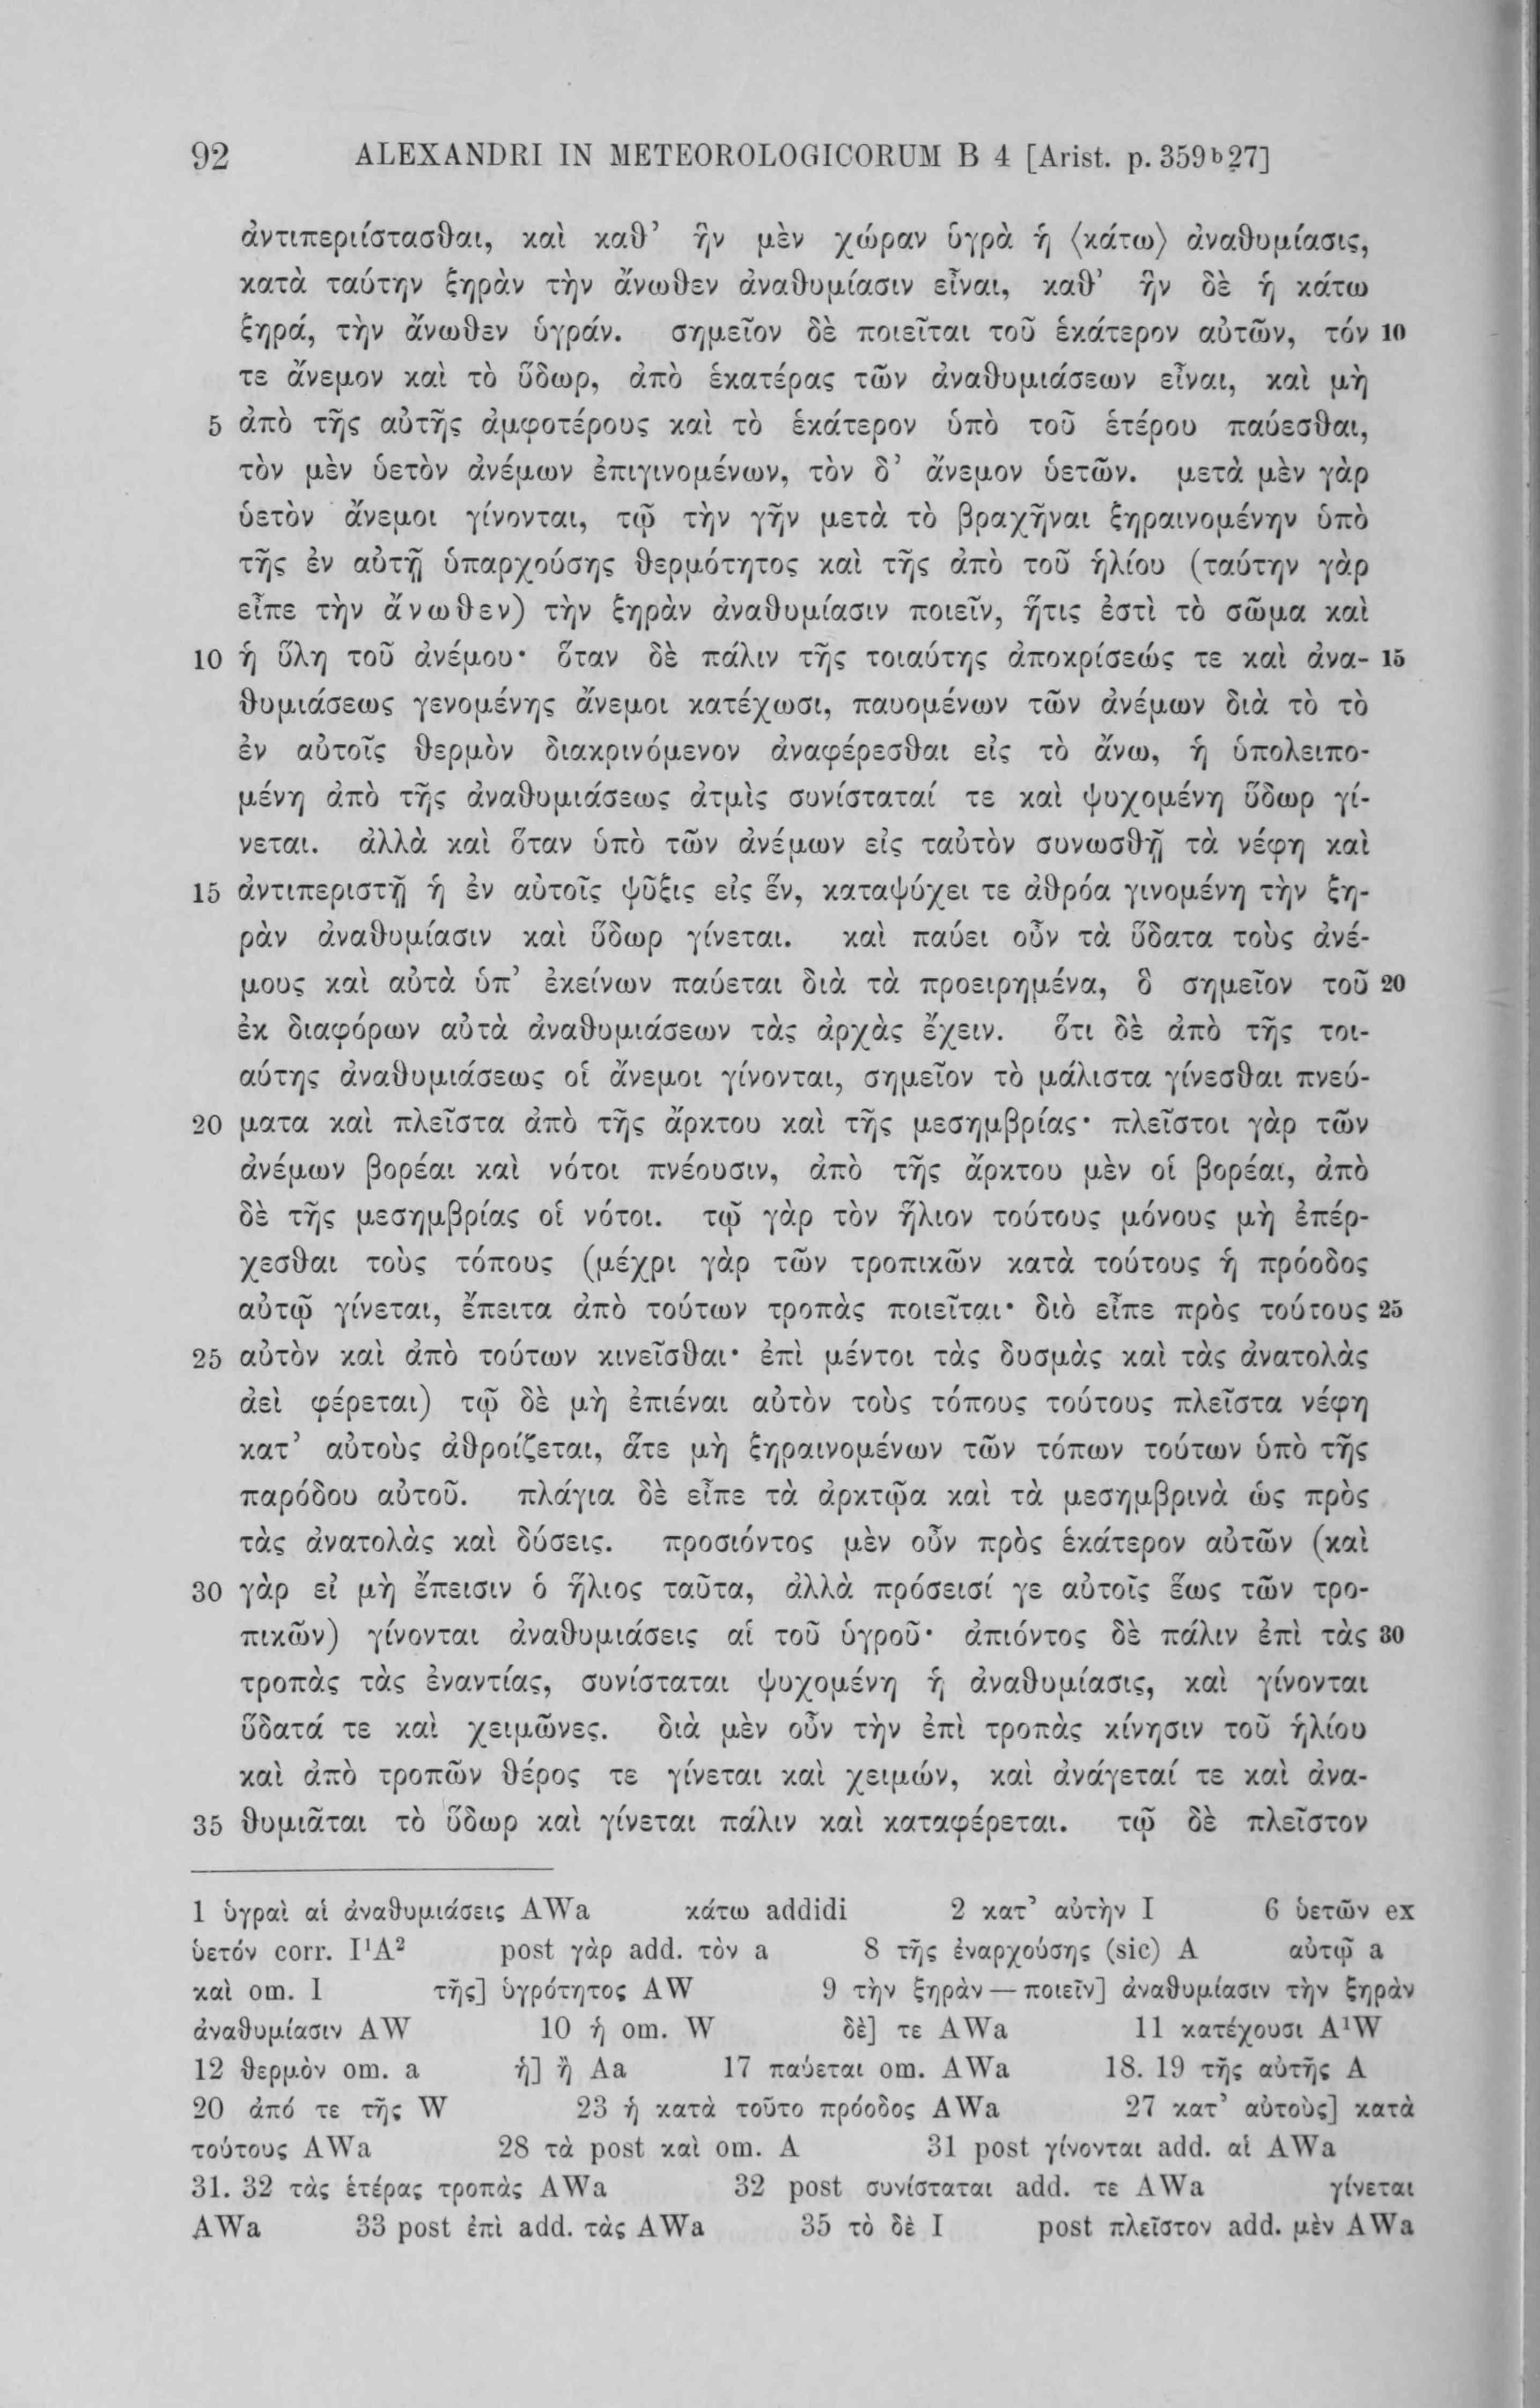 92 ALEXANDRI IN METEOROLOGICORUM B 4 [Arist. p. 359ᵇ27]
ἀντιπεριίστασθαι, καὶ καθ’ ἣν μὲν χώραν ὑγρὰ ἡ ⟨κάτω⟩ ἀναθυμίασις,
κατὰ ταύτην ξηρὰν τὴν ἄνωθεν ἀναθυμίασιν εἶναι, καθ’ ἣν δὲ ἡ κάτω
ξηρά, τὴν ἄνωθεν ὑγράν. σημεῖον δὲ ποιεῖται τοῦ ἑκάτερον αὐτῶν, τόν 10
τε ἄνεμον καὶ τὸ ὕδωρ, ἀπὸ ἑκατέρας τῶν ἀναθυμιάσεων εἶναι, καὶ μὴ
5 ἀπὸ τῆς αὐτῆς ἀμφοτέρους καὶ τὸ ἑκάτερον ὑπὸ τοῦ ἑτέρου παύεσθαι,
τὸν μὲν ὑετὸν ἀνέμων ἐπιγινομένων, τὸν δ’ ἄνεμον ὑετῶν. μετὰ μὲν γὰρ
ὑετὸν ἄνεμοι γίνονται, τῷ τὴν γῆν μετὰ τὸ βραχῆναι ξηραινομένην ὑπὸ
τῆς ἐν αὐτῇ ὑπαρχούσης θερμότητος καὶ τῆς ἀπὸ τοῦ ἡλίου (ταύτην γὰρ
εἶπε τὴν ἄνωθεν) τὴν ξηρὰν ἀναθυμίασιν ποιεῖν, ἥτις ἐστὶ τὸ σῶμα καὶ
10 ἡ ὕλη τοῦ ἀνέμου· ὅταν δὲ πάλιν τῆς τοιαύτης ἀποκρίσεώς τε καὶ ἀνα- 15
θυμιάσεως γενομένης ἄνεμοι κατέχωσι, παυομένων τῶν ἀνέμων διὰ τὸ τὸ
ἐν αὐτοῖς θερμὸν διακρινόμενον ἀναφέρεσθαι εἰς τὸ ἄνω, ἡ ὑπολειπο-
μένη ἀπὸ τῆς ἀναθυμιάσεως ἀτμὶς συνίσταταί τε καὶ ψυχομένη ὕδωρ γί-
νεται. ἀλλὰ καὶ ὅταν ὑπὸ τῶν ἀνέμων εἰς ταὐτὸν συνωσθῇ τὰ νέφη καὶ
15 ἀντιπεριστῇ ἡ ἐν αὐτοῖς ψῦξις εἰς ἕν, καταψύχει τε ἀθρόα γινομένη τὴν ξη-
ρὰν ἀναθυμίασιν καὶ ὕδωρ γίνεται. καὶ παύει οὖν τὰ ὕδατα τοὺς ἀνέ-
μους καὶ αὐτὰ ὑπ’ ἐκείνων παύεται διὰ τὰ προειρημένα, ὃ σημεῖον τοῦ 20
ἐκ διαφόρων αὐτὰ ἀναθυμιάσεων τὰς ἀρχὰς ἔχειν. ὅτι δὲ ἀπὸ τῆς τοι-
αύτης ἀναθυμιάσεως οἱ ἄνεμοι γίνονται, σημεῖον τὸ μάλιστα γίνεσθαι πνεύ-
20 ματα καὶ πλεῖστα ἀπὸ τῆς ἄρκτου καὶ τῆς μεσημβρίας· πλεῖστοι γὰρ τῶν
ἀνέμων βορέαι καὶ νότοι πνέουσιν, ἀπὸ τῆς ἄρκτου μὲν οἱ βορέαι, ἀπὸ
δὲ τῆς μεσημβρίας οἱ νότοι. τῷ γὰρ τὸν ἥλιον τούτους μόνους μὴ ἐπέρ-
χεσθαι τοὺς τόπους (μέχρι γὰρ τῶν τροπικῶν κατὰ τούτους ἡ πρόοδος
αὐτῷ γίνεται, ἔπειτα ἀπὸ τούτων τροπὰς ποιεῖται· διὸ εἶπε πρὸς τούτους 25
25 αὐτὸν καὶ ἀπὸ τούτων κινεῖσθαι· ἐπὶ μέντοι τὰς δυσμὰς καὶ τὰς ἀνατολὰς
ἀεὶ φέρεται) τῷ δὲ μὴ ἐπιέναι αὐτὸν τοὺς τόπους τούτους πλεῖστα νέφη
κατ’ αὐτοὺς ἀθροίζεται, ἅτε μὴ ξηραινομένων τῶν τόπων τούτων ὑπὸ τῆς
παρόδου αὐτοῦ. πλάγια δὲ εἶπε τὰ ἀρκτῷα καὶ τὰ μεσημβρινὰ ὡς πρὸς
τὰς ἀνατολὰς καὶ δύσεις. προσιόντος μὲν οὖν πρὸς ἑκάτερον αὐτῶν (καὶ
30 γὰρ εἰ μὴ ἔπεισιν ὁ ἥλιος ταῦτα, ἀλλὰ πρόσεισί γε αὐτοῖς ἕως τῶν τρο-
πικῶν) γίνονται ἀναθυμιάσεις αἱ τοῦ ὑγροῦ· ἀπιόντος δὲ πάλιν ἐπὶ τὰς 30
τροπὰς τὰς ἐναντίας, συνίσταται ψυχομένη ἡ ἀναθυμίασις, καὶ γίνονται
ὕδατά τε καὶ χειμῶνες. διὰ μὲν οὖν τὴν ἐπὶ τροπὰς κίνησιν τοῦ ἡλίου
καὶ ἀπὸ τροπῶν θέρος τε γίνεται καὶ χειμών, καὶ ἀνάγεταί τε καὶ ἀνα-
35 θυμιᾶται τὸ ὕδωρ καὶ γίνεται πάλιν καὶ καταφέρεται. τῷ δὲ πλεῖστον
1 ὑγραὶ αἱ ἀναθυμιάσεις AWa κάτω addidi 2 κατ’ αὐτὴν I 6 ὑετῶν ex
ὑετόν corr. I¹A² post γὰρ add. τὸν a 8 τῆς ἐναρχούσης (sic) A αὐτῷ a
καὶ om. I τῆς] ὑγρότητος AW 9 τὴν ξηρὰν — ποιεῖν] ἀναθυμίασιν τὴν ξηρὰν
ἀναθυμίασιν AW 10 ἡ om. W δὲ] τε AWa 11 κατέχουσι A¹W
12 θερμὸν om. a ἡ] ἢ Aa 17 παύεται om. AWa 18. 19 τῆς αὐτῆς A
20 ἀπό τε τῆς W 23 ἡ κατὰ τοῦτο πρόοδος AWa 27 κατ’ αὐτοὺς] κατὰ
τούτους AWa 28 τὰ post καὶ om. A 31 post γίνονται add. αἱ AWa
31. 32 τὰς ἑτέρας τροπὰς AWa 32 post συνίσταται add. τε AWa γίνεται
AWa 33 post ἐπὶ add. τὰς AWa 35 τὸ δὲ I post πλεῖστον add. μὲν AWa